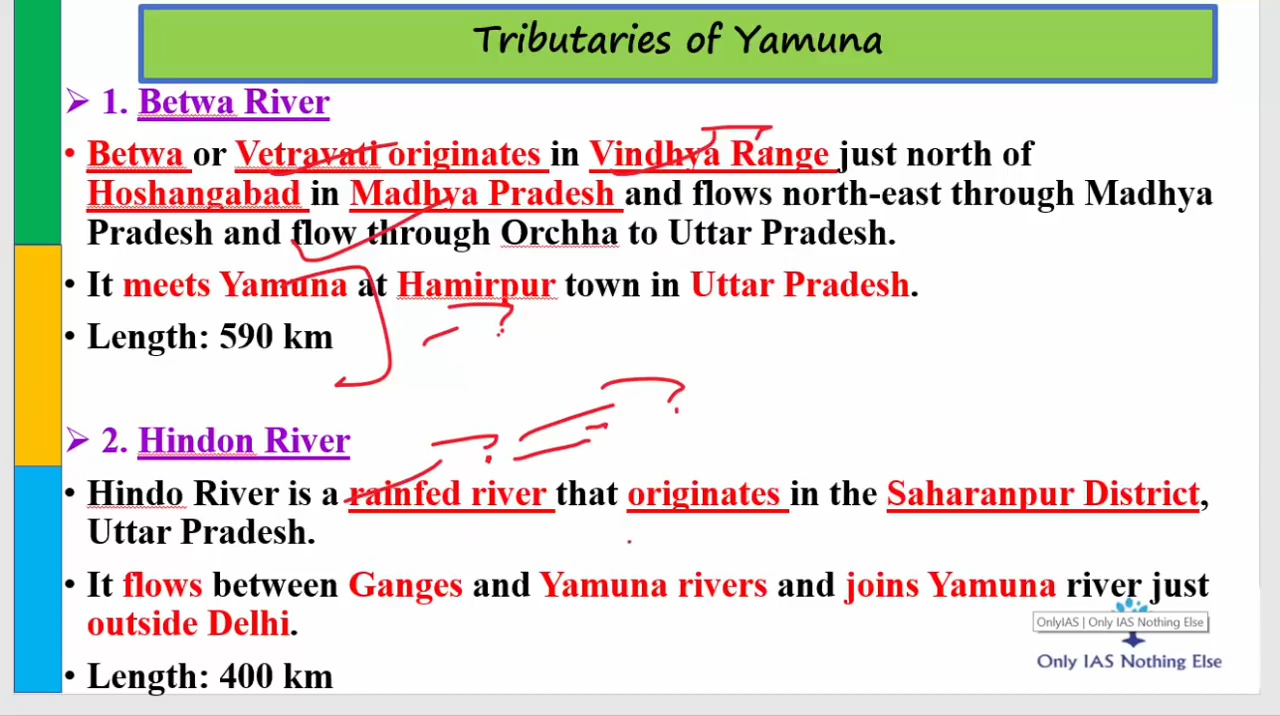 Tributaries of Yamuna
➢ 1. Betwa River
• Betwa or Vetravati originates in Vindhya Range just north of
Hoshangabad in Madhya Pradesh and flows north-east through Madhya
Pradesh and flow through Orchha to Uttar Pradesh.
• It meets Yamuna at Hamirpur town in Uttar Pradesh.
• Length: 590 km
➢ 2. Hindon River
• Hindo River is a rainfed river that originates in the Saharanpur District,
Uttar Pradesh.
• It flows between Ganges and Yamuna rivers and joins Yamuna river just
outside Delhi.
• Length: 400 km
OnlyIAS | Only IAS Nothing Else
Only IAS Nothing Else